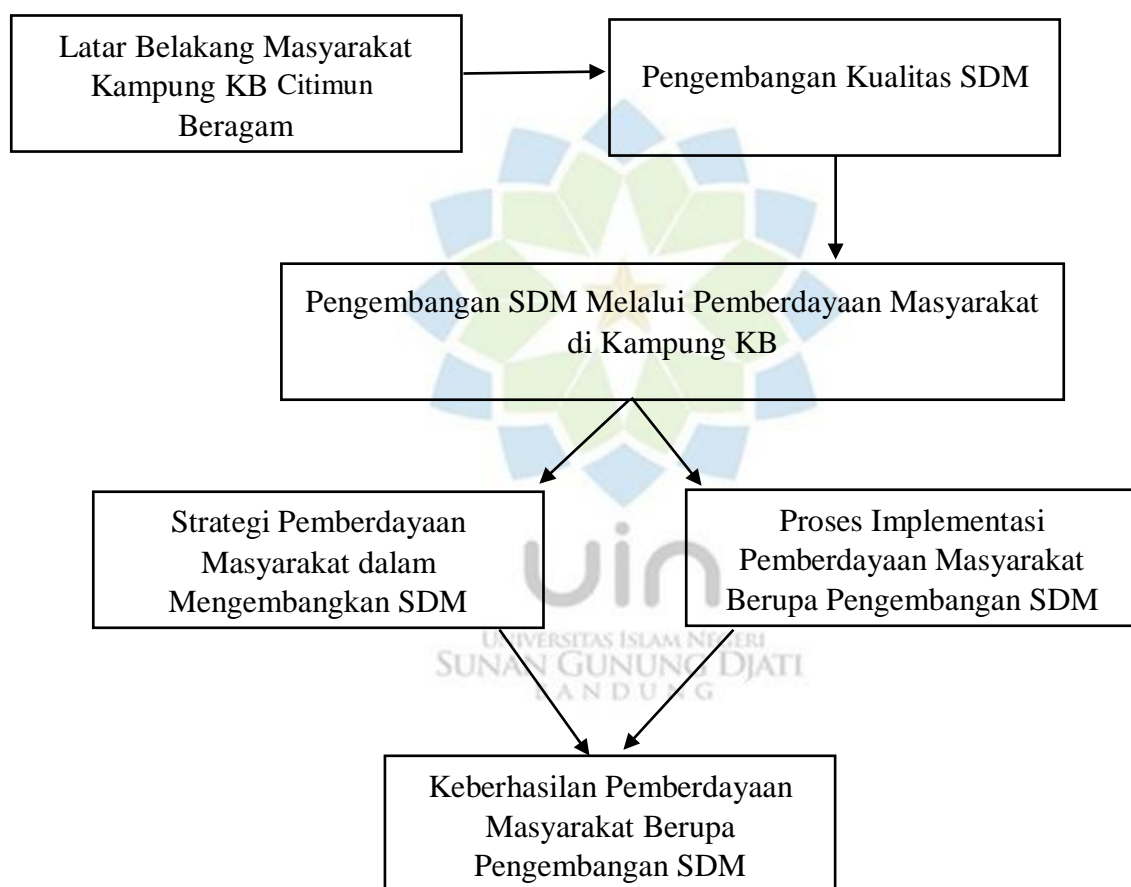 Latar Belakang Masyarakat
Kampung KB Citimun
Beragam
Pengembangan Kualitas SDM
Pengembangan SDM Melalui Pemberdayaan Masyarakat
di Kampung KB
Strategi Pemberdayaan
Masyarakat dalam
Mengembangkan SDM
Proses Implementasi
Pemberdayaan Masyarakat
Berupa Pengembangan SDM
uin
UNIVERSITAS ISLAM NEGERI
SUNAN GUNUNG DJATI
BANDUNG
Keberhasilan Pemberdayaan
Masyarakat Berupa
Pengembangan SDM